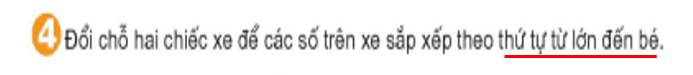 4 Đổi chỗ hai chiếc xe để các số trên xe sắp xếp theo thứ tự từ lớn đến bé.